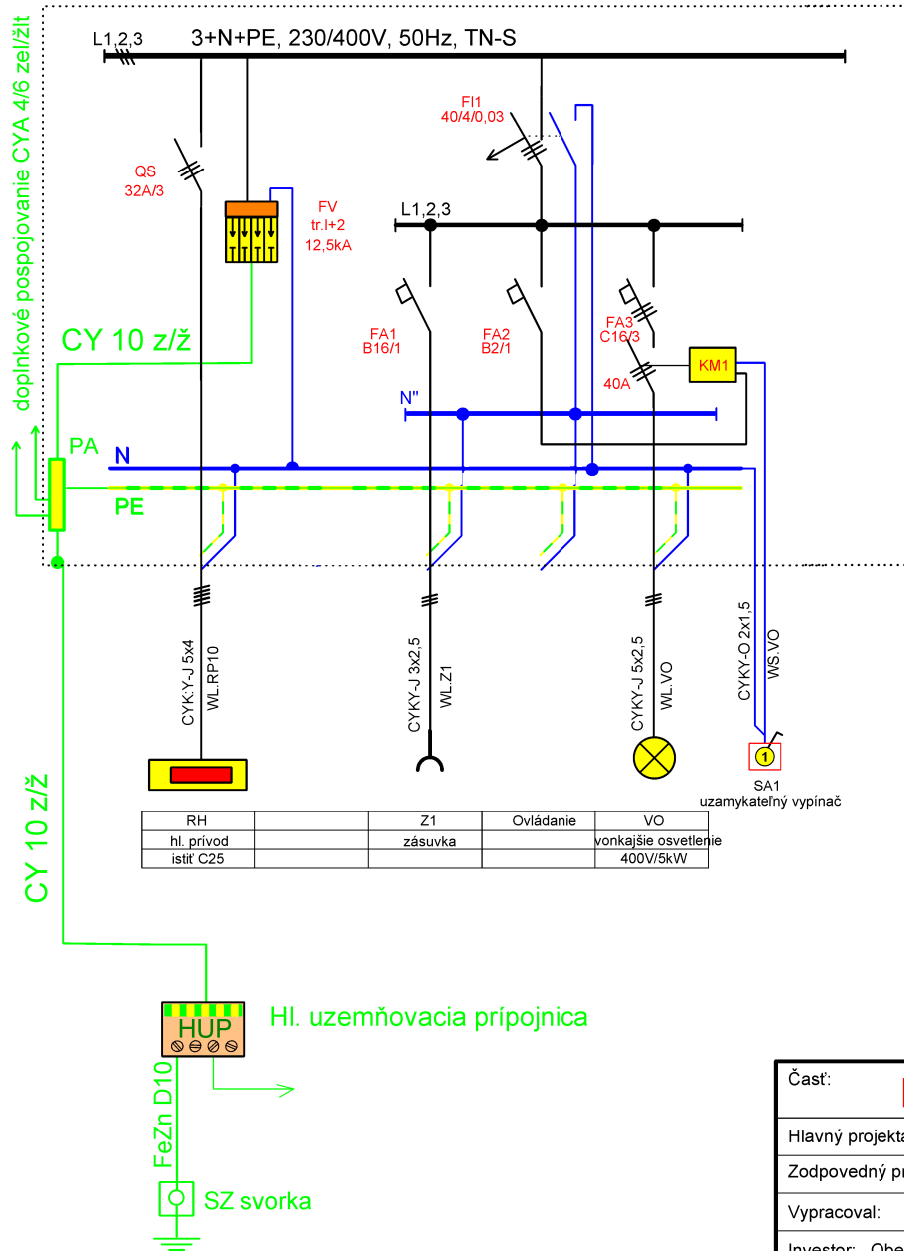 L1,2,3
3+N+PE, 230/400V, 50Hz, TN-S
doplnkové pospojovanie CYA 4/6 zel/žlt
FI1
40/4/0,03
QS
32A/3
FV
tr.I+2
12,5kA
L1,2,3
CY 10 z/ž
FA1
B16/1
FA2
B2/1
FA3
C16/3
KM1
40A
N"
PA
N
PE
CYK:Y-J 5x4
WL.RP10
CYKY-J 3x2,5
WL.Z1
CYKY-J 5x2,5
WL.VO
CYKY-O 2x1,5
WS.VO
1
SA1
uzamykateľný vypínač
RH
Z1
Ovládanie
VO
hl. prívod
zásuvka
vonkajšie osvetlenie
istiť C25
400V/5kW
CY 10 z/ž
HUP
Hl. uzemňovacia prípojnica
FeZn D10
SZ svorka
Časť:
Hlavný projekta
Zodpovedný pr
Vypracoval:
Investor: Obe